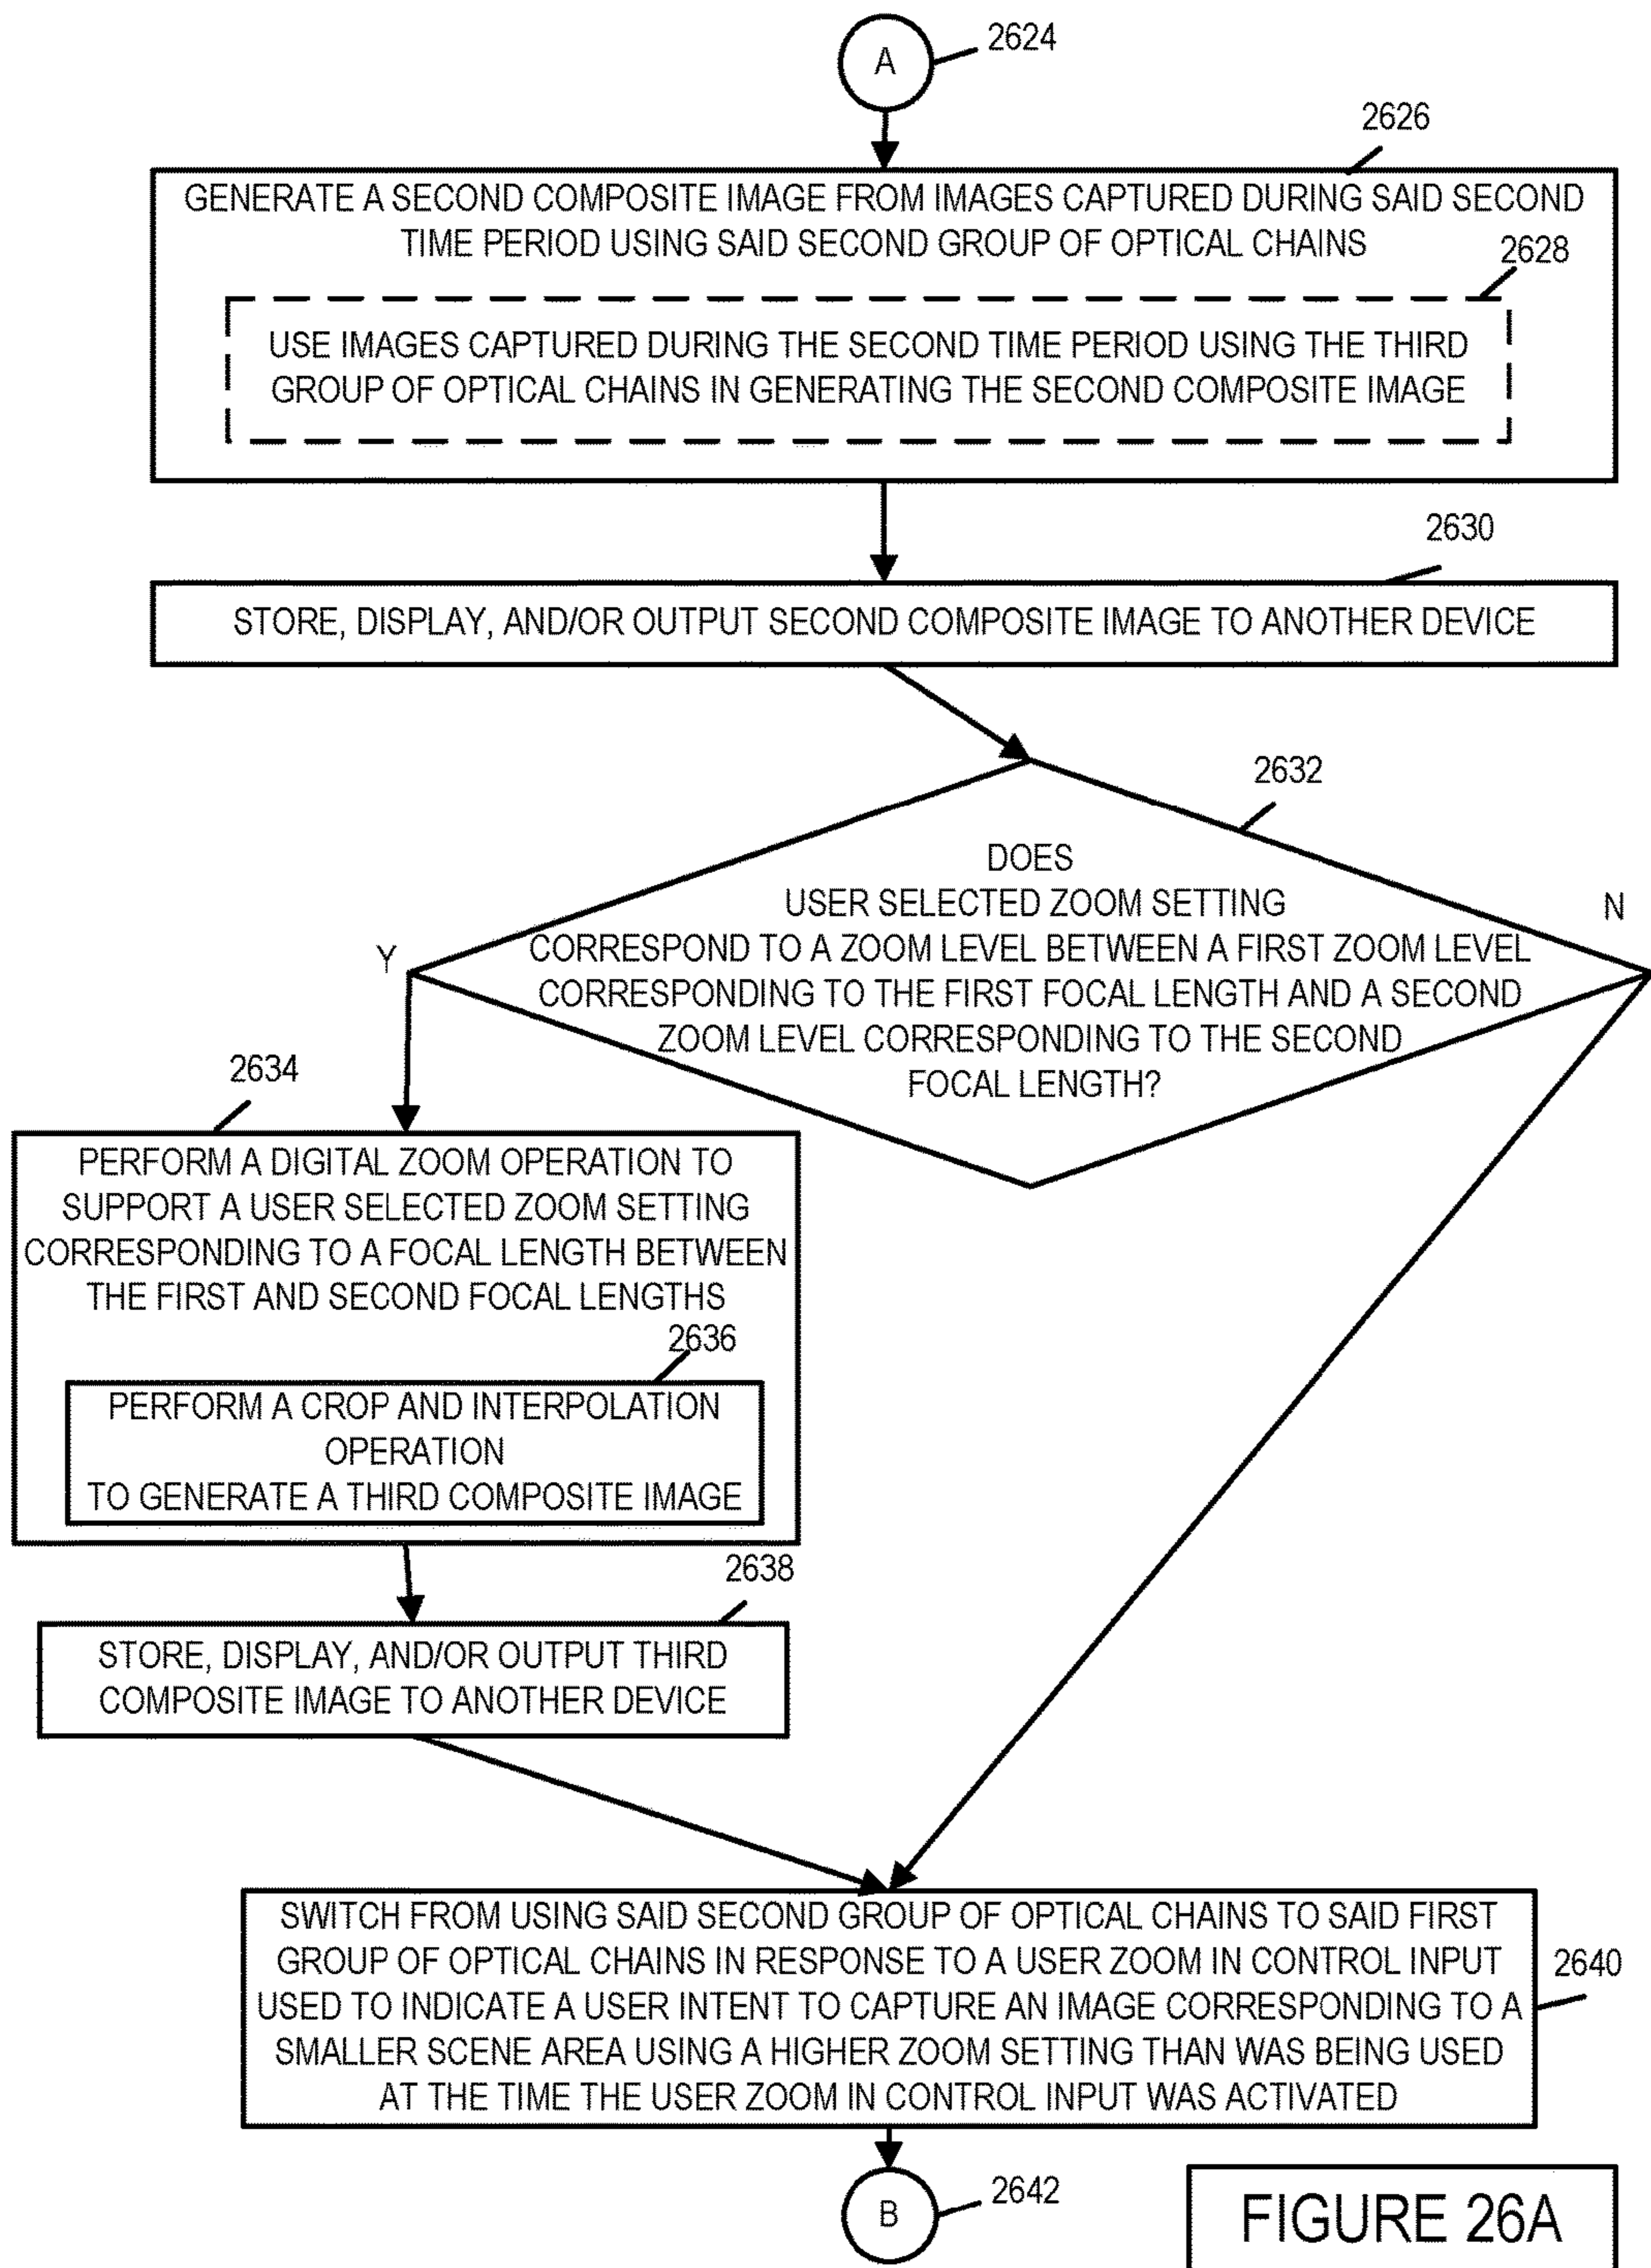 A
2624
2626
GENERATE A SECOND COMPOSITE IMAGE FROM IMAGES CAPTURED DURING SAID SECOND
TIME PERIOD USING SAID SECOND GROUP OF OPTICAL CHAINS
2628
USE IMAGES CAPTURED DURING THE SECOND TIME PERIOD USING THE THIRD
GROUP OF OPTICAL CHAINS IN GENERATING THE SECOND COMPOSITE IMAGE
2630
STORE, DISPLAY, AND/OR OUTPUT SECOND COMPOSITE IMAGE TO ANOTHER DEVICE
2632
DOES
USER SELECTED ZOOM SETTING
CORRESPOND TO A ZOOM LEVEL BETWEEN A FIRST ZOOM LEVEL
CORRESPONDING TO THE FIRST FOCAL LENGTH AND A SECOND
ZOOM LEVEL CORRESPONDING TO THE SECOND
FOCAL LENGTH?
Y
N
2634
PERFORM A DIGITAL ZOOM OPERATION TO
SUPPORT A USER SELECTED ZOOM SETTING
CORRESPONDING TO A FOCAL LENGTH BETWEEN
THE FIRST AND SECOND FOCAL LENGTHS
2636
PERFORM A CROP AND INTERPOLATION
OPERATION
TO GENERATE A THIRD COMPOSITE IMAGE
2638
STORE, DISPLAY, AND/OR OUTPUT THIRD
COMPOSITE IMAGE TO ANOTHER DEVICE
SWITCH FROM USING SAID SECOND GROUP OF OPTICAL CHAINS TO SAID FIRST
GROUP OF OPTICAL CHAINS IN RESPONSE TO A USER ZOOM IN CONTROL INPUT
USED TO INDICATE A USER INTENT TO CAPTURE AN IMAGE CORRESPONDING TO A
SMALLER SCENE AREA USING A HIGHER ZOOM SETTING THAN WAS BEING USED
AT THE TIME THE USER ZOOM IN CONTROL INPUT WAS ACTIVATED
2640
B
2642
FIGURE 26A